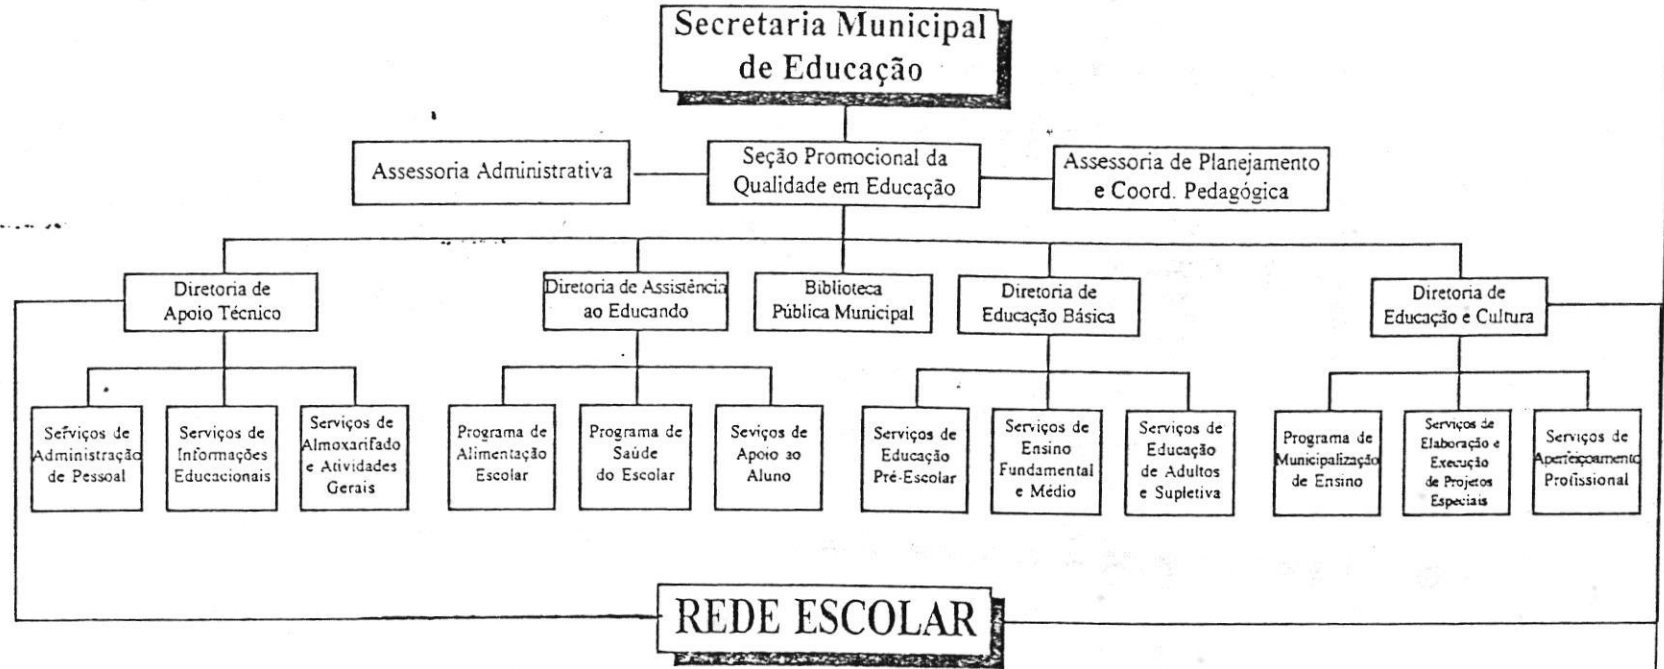 Secretaria Municipal
de Educação
Assessoria Administrativa
Seção Promocional da
Qualidade em Educação
Assessoria de Planejamento
e Coord. Pedagógica
Diretoria de
Apoio Técnico
Diretoria de Assistência
ao Educando
Biblioteca
Pública Municipal
Diretoria de
Educação Básica
Diretoria de
Educação e Cultura
Serviços de
Administração
de Pessoal
Serviços de
Informações
Educacionais
Serviços de
Almoxarifado
e Atividades
Gerais
Programa de
Alimentação
Escolar
Programa de
Saúde
do Escolar
Seviços de
Apoio ao
Aluno
Serviços de
Educação
Pré-Escolar
Serviços de
Ensino
Fundamental
e Médio
Serviços de
Educação
de Adultos
e Supletiva
Programa de
Municipalização
de Ensino
Serviços de
Elaboração e
Execução
de Projetos
Especiais
Serviços de
Aperfeiçoamento
Profissional
REDE ESCOLAR